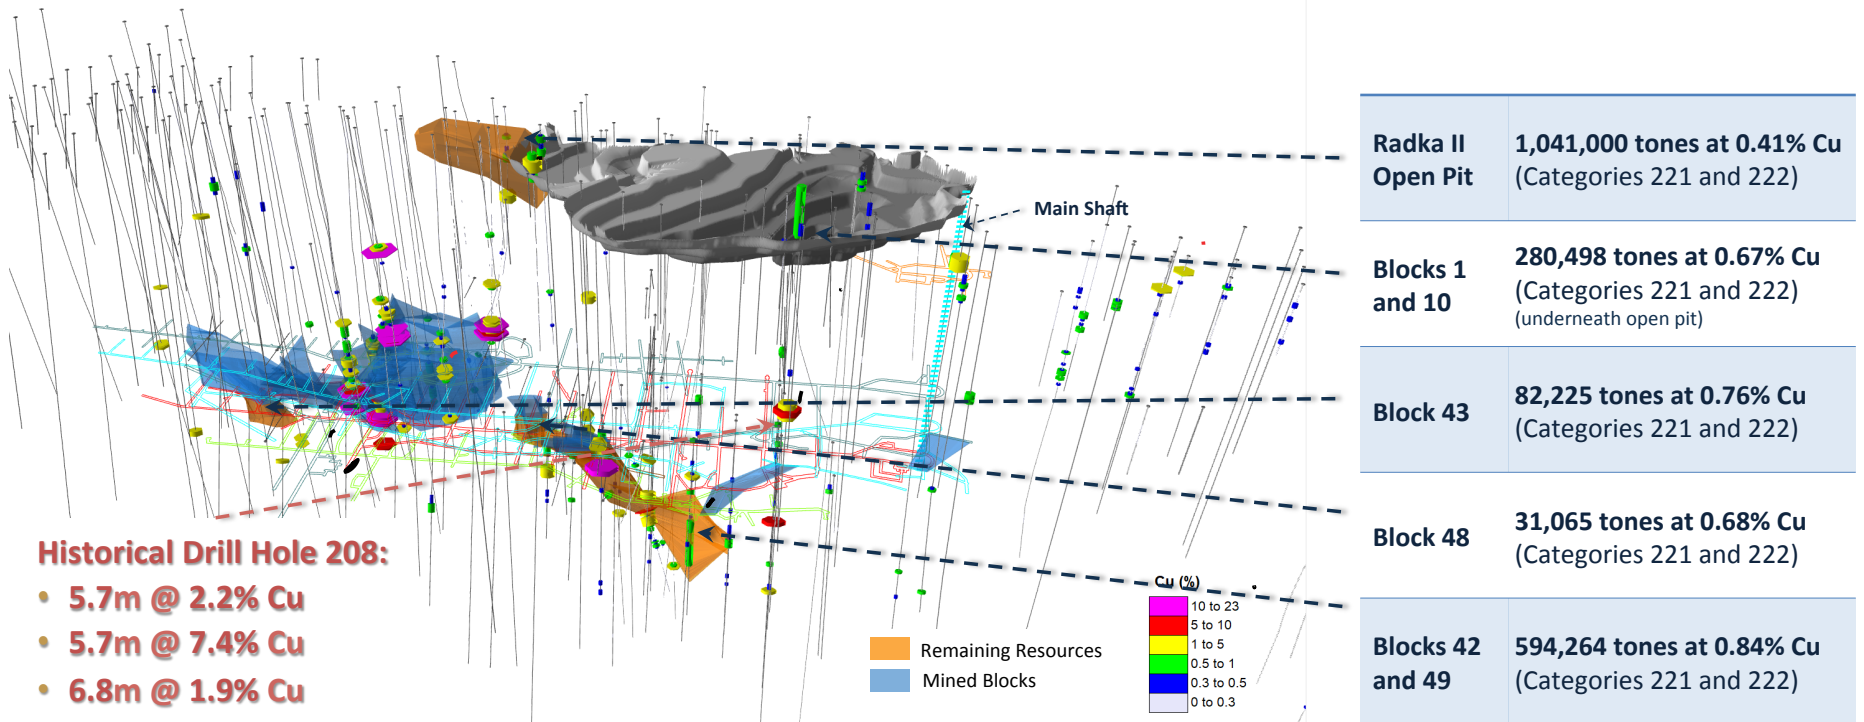 Main Shaft
Historical Drill Hole 208:
• 5.7m @ 2.2% Cu
• 5.7m @ 7.4% Cu
• 6.8m @ 1.9% Cu
Remaining Resources
Mined Blocks
Cu (%)
10 to 23
5 to 10
1 to 5
0.5 to 1
0.3 to 0.5
0 to 0.3
Radka II
Open Pit
1,041,000 tones at 0.41% Cu
(Categories 221 and 222)
Blocks 1
and 10
280,498 tones at 0.67% Cu
(Categories 221 and 222)
(underneath open pit)
Block 43
82,225 tones at 0.76% Cu
(Categories 221 and 222)
Block 48
31,065 tones at 0.68% Cu
(Categories 221 and 222)
Blocks 42
and 49
594,264 tones at 0.84% Cu
(Categories 221 and 222)